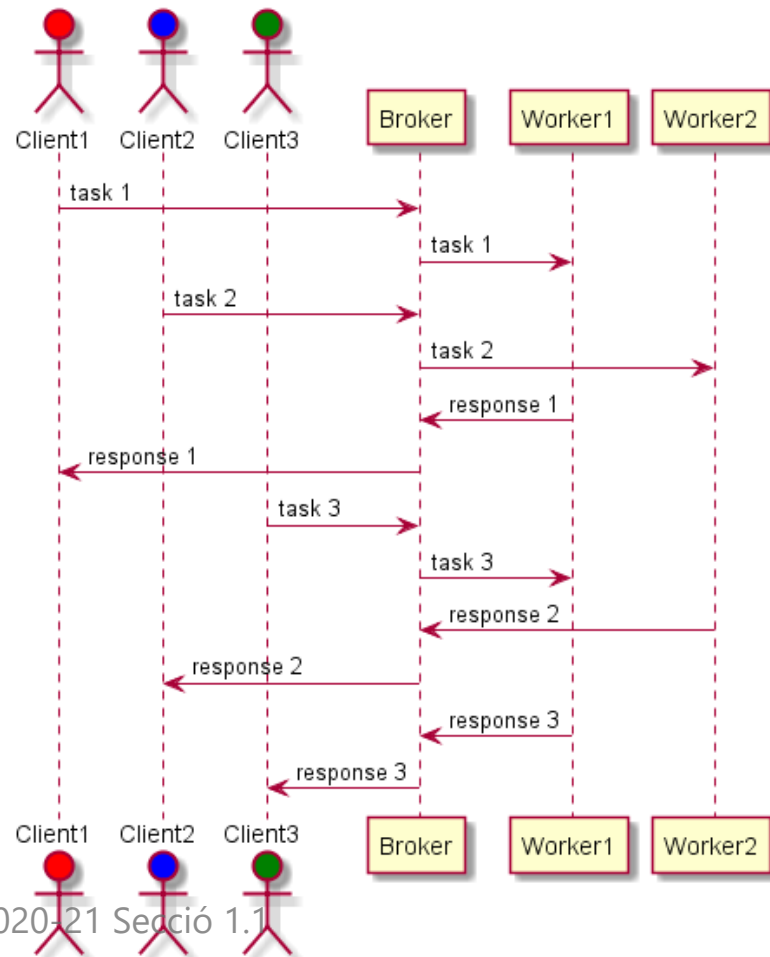 Client1 Client2 Client3 Broker Worker1 Worker2
task 1
task 1
task 2
task 2
response 1
response 1
task 3
task 3
response 2
response 2
response 3
response 3
Client1 Client2 Client3 Broker Worker1 Worker2
020-21 Secció 1.1